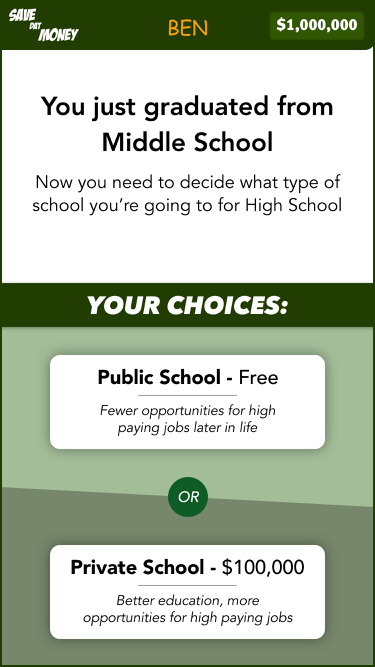 SAVE
DAT
MONEY
BEN
$1,000,000
You just graduated from
Middle School
Now you need to decide what type of
school you’re going to for High School
YOUR CHOICES:
Public School - Free
Fewer opportunities for high
paying jobs later in life
OR
Private School - $100,000
Better education, more
opportunities for high paying jobs